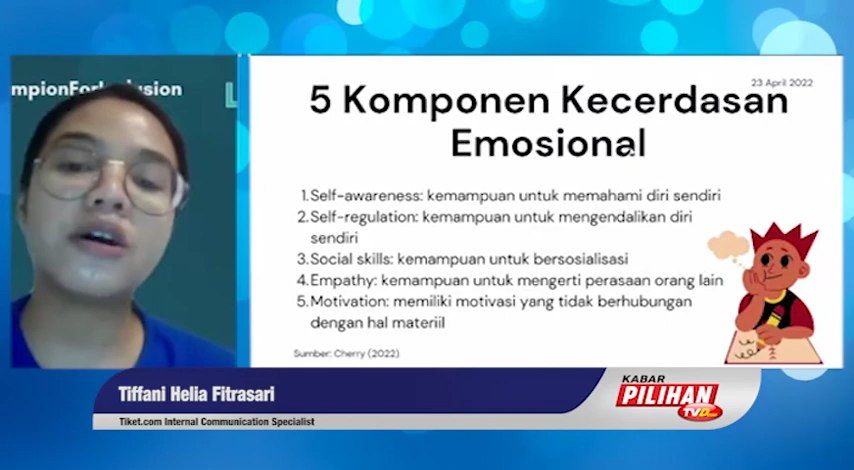 mpionForInclusion
23 April 2022
5 Komponen Kecerdasan
Emosional
1. Self-awareness: kemampuan untuk memahami diri sendiri
2. Self-regulation: kemampuan untuk mengendalikan diri
sendiri
3. Social skills: kemampuan untuk bersosialisasi
4. Empathy: kemampuan untuk mengerti perasaan orang lain
5. Motivation: memiliki motivasi yang tidak berhubungan
dengan hal materiil
Sumber: Cherry (2022)
Tiffani Helia Fitrasari
Tiket.com Internal Communication Specialist
KABAR
PILIHAN